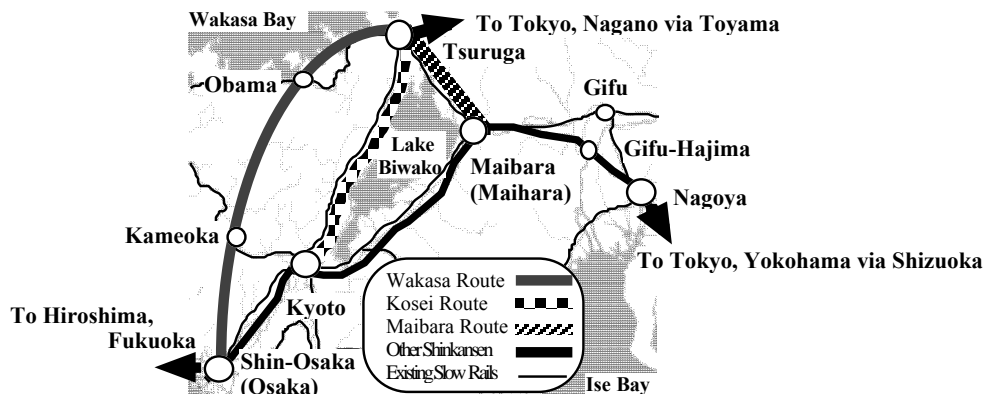 Wakasa Bay
To Tokyo, Nagano via Toyama
Tsuruga
Obama
Gifu
Lake
Biwako
Gifu-Hajima
Maibara
(Maihara)
Nagoya
Kameoka
To Tokyo, Yokohama via Shizuoka
Kyoto
Wakasa Route
Kosei Route
Maibara Route
Other Shinkansen
Existing Slow Rails
To Hiroshima,
Fukuoka
Shin-Osaka
(Osaka)
Ise Bay